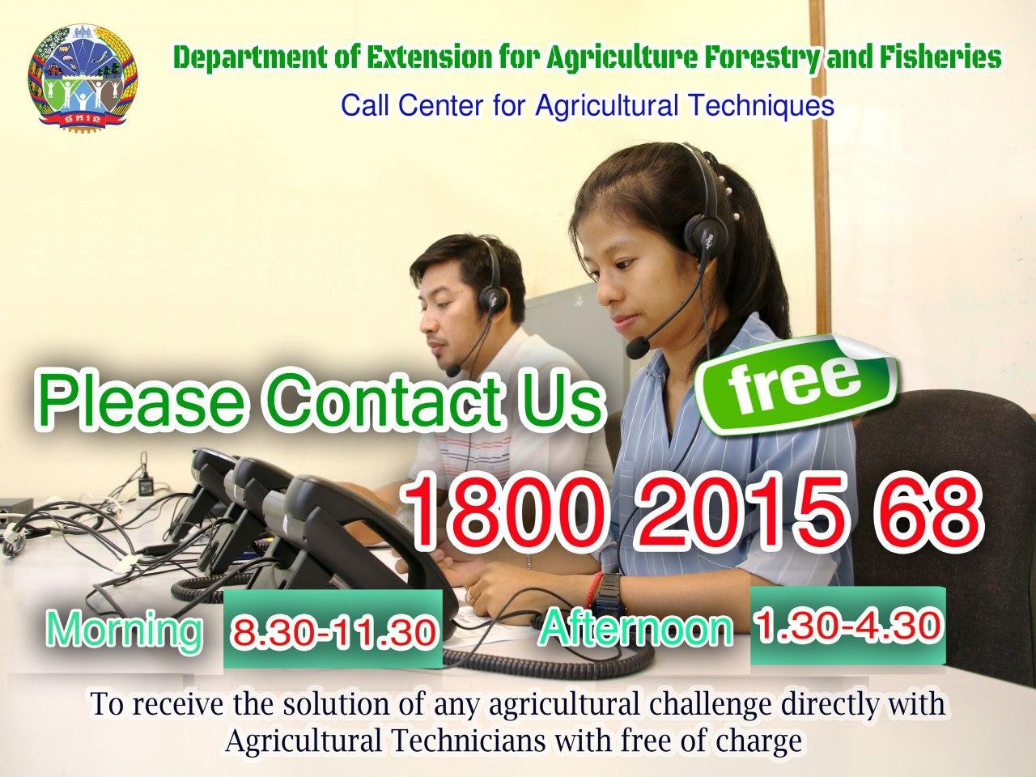 Department of Extension for Agriculture Forestry and Fisheries
Call Center for Agricultural Techniques
Please Contact Us
free
1800 2015 68
Morning 8.30-11.30 Afternoon 1.30-4.30
To receive the solution of any agricultural challenge directly with
Agricultural Technicians with free of charge